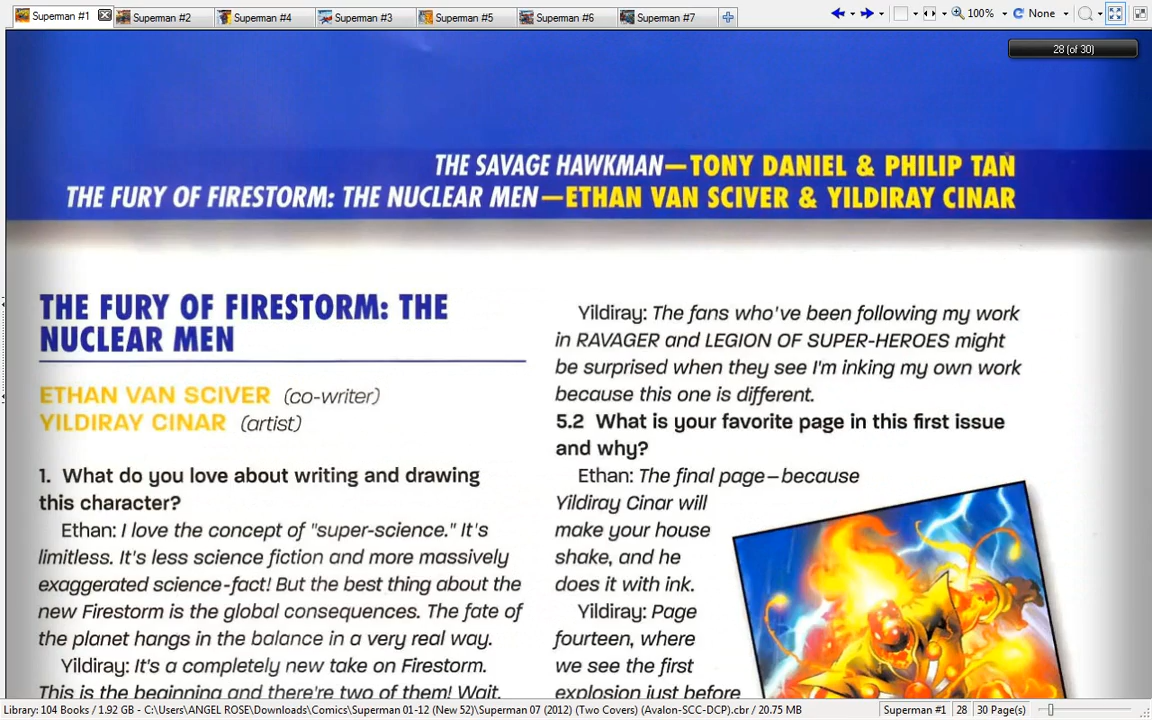 Superman #1
Superman #2
Superman #4
Superman #3
Superman #5
Superman #6
Superman #7
100%
None
28 (of 30)
THE SAVAGE HAWKMAN—TONY DANIEL & PHILIP TAN
THE FURY OF FIRESTORM: THE NUCLEAR MEN—ETHAN VAN SCIVER & YILDIRAY CINAR
THE FURY OF FIRESTORM: THE
NUCLEAR MEN
ETHAN VAN SCIVER (co-writer)
YILDIRAY CINAR (artist)
1. What do you love about writing and drawing
this character?
Ethan: I love the concept of "super-science." It's
limitless. It's less science fiction and more massively
exaggerated science-fact! But the best thing about the
new Firestorm is the global consequences. The fate of
the planet hangs in the balance in a very real way.
Yildiray: It's a completely new take on Firestorm.
This is the beginning and there're two of them! Wait,
Yildiray: The fans who've been following my work
in RAVAGER and LEGION OF SUPER-HEROES might
be surprised when they see I'm inking my own work
because this one is different.
5.2 What is your favorite page in this first issue
and why?
Ethan: The final page—because
Yildiray Cinar will
make your house
shake, and he
does it with ink.
Yildiray: Page
fourteen, where
we see the first
explosion just before
Library: 104 Books / 1.92 GB - C:\Users\ANGEL ROSE\Downloads\Comics\Superman 01-12 (New 52)\Superman 07 (2012) (Two Covers) (Avalon-SCC-DCP).cbr / 20.75 MB
Superman #1
28
30 Page(s)